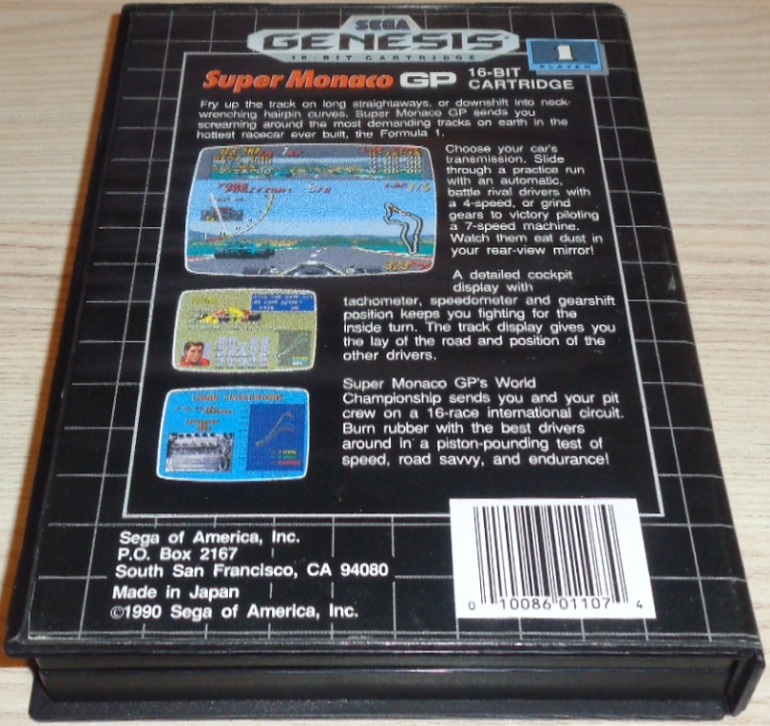 SEGA
GENESIS
16-BIT CARTRIDGE
1
PLAYER
Super Monaco GP 16-BIT CARTRIDGE
Fry up the track on long straightaways, or downshift into neck-
wrenching hairpin curves. Super Monaco GP sends you
screaming around the most demanding tracks on earth in the
hottest racecar ever built, the Formula 1.
Choose your car's
transmission. Slide
through a practice run
with an automatic,
battle rival drivers with
a 4-speed, or grind
gears to victory piloting
a 7-speed machine.
Watch them eat dust in
your rear-view mirror!
A detailed cockpit
display with
tachometer, speedometer and gearshift
position keeps you fighting for the
inside turn. The track display gives you
the lay of the road and position of the
other drivers.
Super Monaco GP's World
Championship sends you and your pit
crew on a 16-race international circuit.
Burn rubber with the best drivers
around in a piston-pounding test of
speed, road savvy, and endurance!
Sega of America, Inc.
P.O. Box 2167
South San Francisco, CA 94080
Made in Japan
©1990 Sega of America, Inc.
0 10086 01107 4